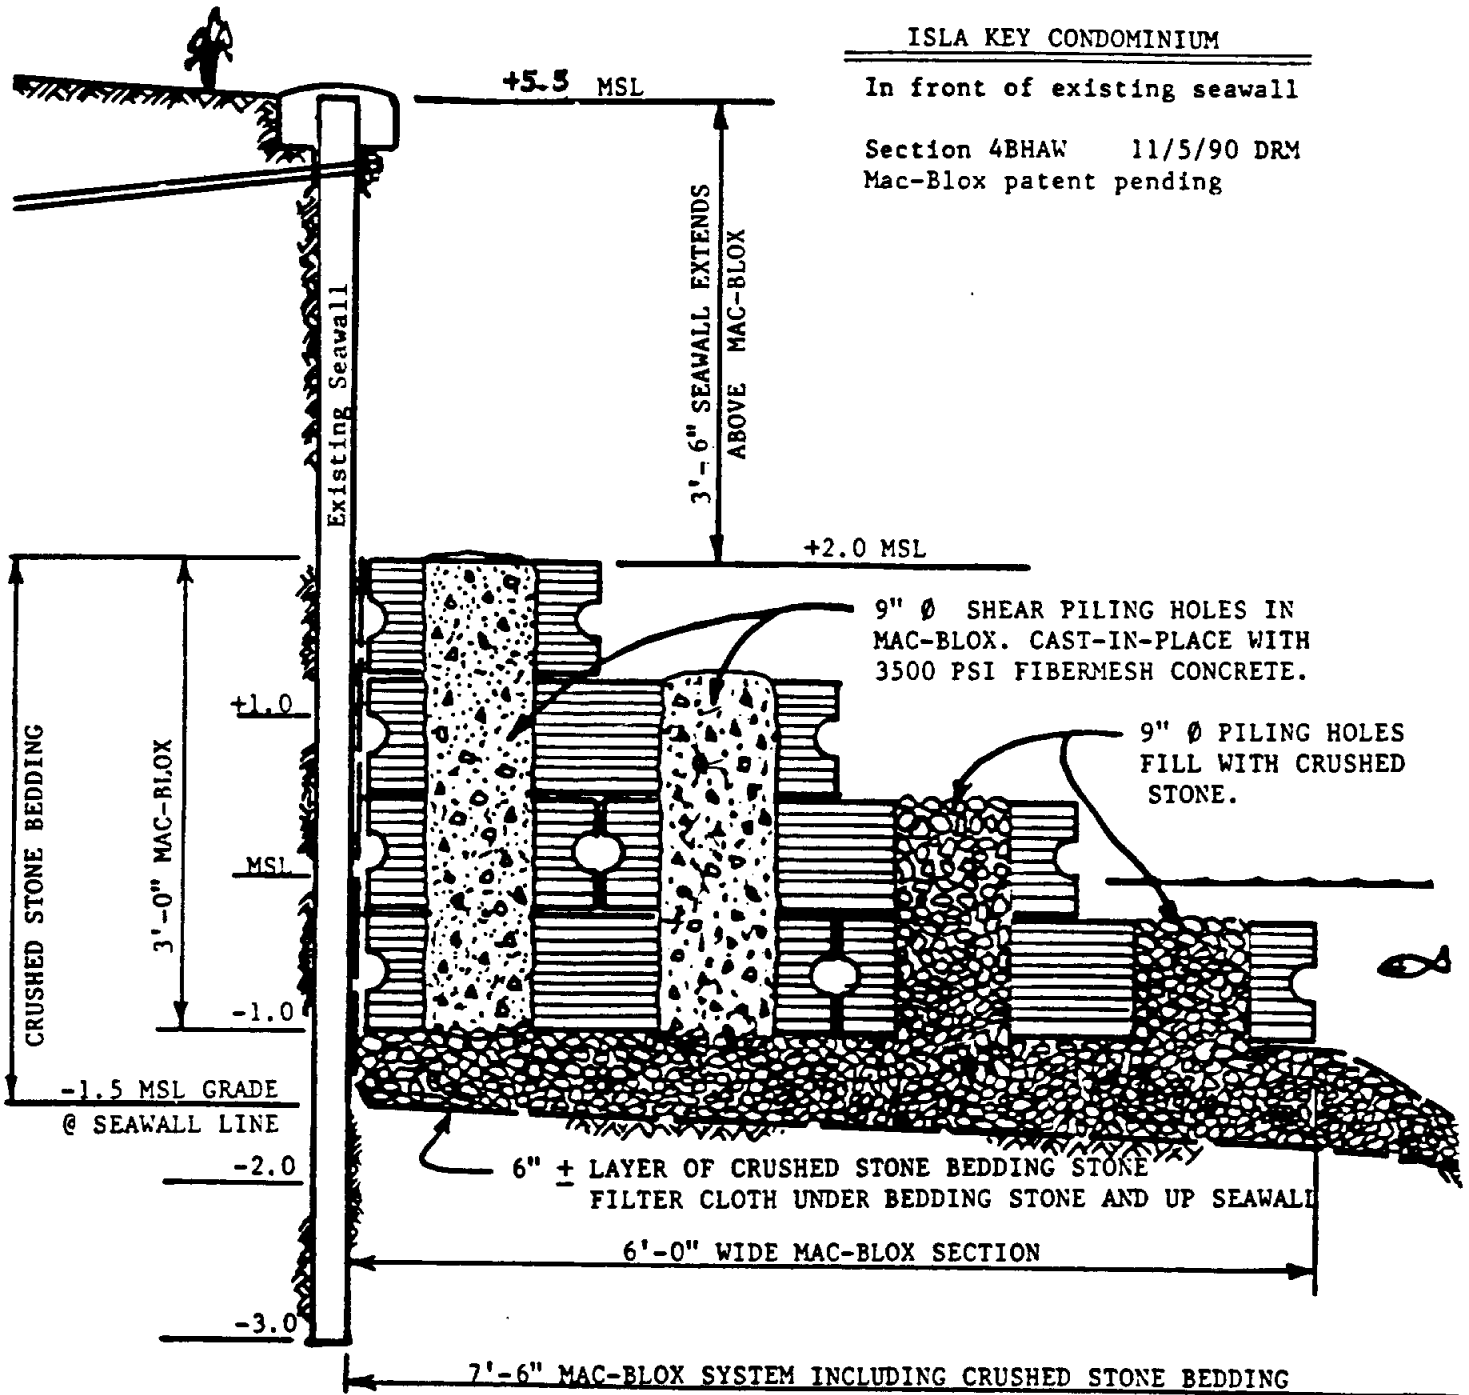 ISLA KEY CONDOMINIUM
In front of existing seawall
Section 4BHAW 11/5/90 DRM
Mac-Blox patent pending
+5.5 MSL
3'-6" SEAWALL EXTENDS
ABOVE MAC-BLOX
Existing Seawall
+2.0 MSL
9" Ø SHEAR PILING HOLES IN
MAC-BLOX. CAST-IN-PLACE WITH
3500 PSI FIBERMESH CONCRETE.
+1.0
9" Ø PILING HOLES
FILL WITH CRUSHED
STONE.
CRUSHED STONE BEDDING
3'-0" MAC-BLOX
MSL
-1.0
-1.5 MSL GRADE
@ SEAWALL LINE
-2.0
6" ± LAYER OF CRUSHED STONE BEDDING STONE
FILTER CLOTH UNDER BEDDING STONE AND UP SEAWALL
6'-0" WIDE MAC-BLOX SECTION
-3.0
7'-6" MAC-BLOX SYSTEM INCLUDING CRUSHED STONE BEDDING